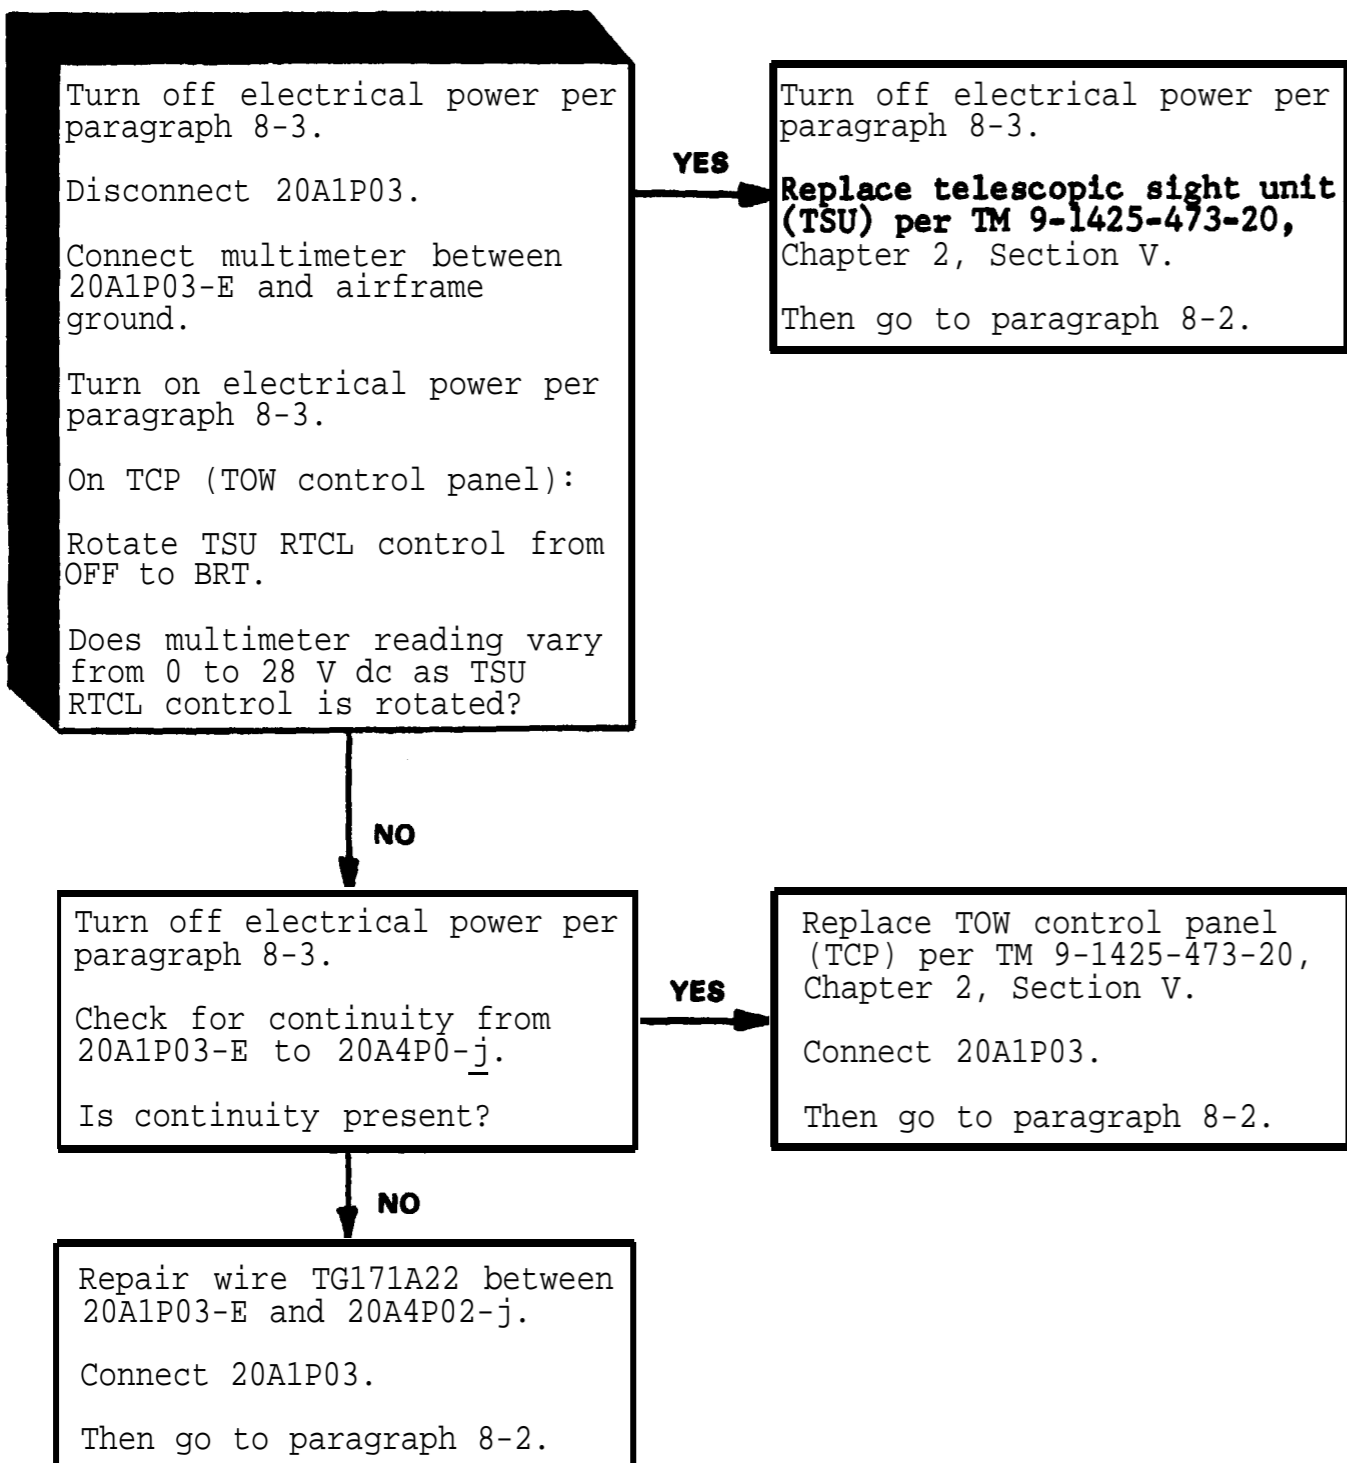 Turn off electrical power per
paragraph 8-3.
Disconnect 20A1P03.
Connect multimeter between
20A1P03-E and airframe
ground.
Turn on electrical power per
paragraph 8-3.
On TCP (TOW control panel):
Rotate TSU RTCL control from
OFF to BRT.
Does multimeter reading vary
from 0 to 28 V dc as TSU
RTCL control is rotated?
YES
Turn off electrical power per
paragraph 8-3.
Replace telescopic sight unit
(TSU) per TM 9-1425-473-20,
Chapter 2, Section V.
Then go to paragraph 8-2.
NO
Turn off electrical power per
paragraph 8-3.
Check for continuity from
20A1P03-E to 20A4P0-j.
Is continuity present?
YES
Replace TOW control panel
(TCP) per TM 9-1425-473-20,
Chapter 2, Section V.
Connect 20A1P03.
Then go to paragraph 8-2.
NO
Repair wire TG171A22 between
20A1P03-E and 20A4P02-j.
Connect 20A1P03.
Then go to paragraph 8-2.